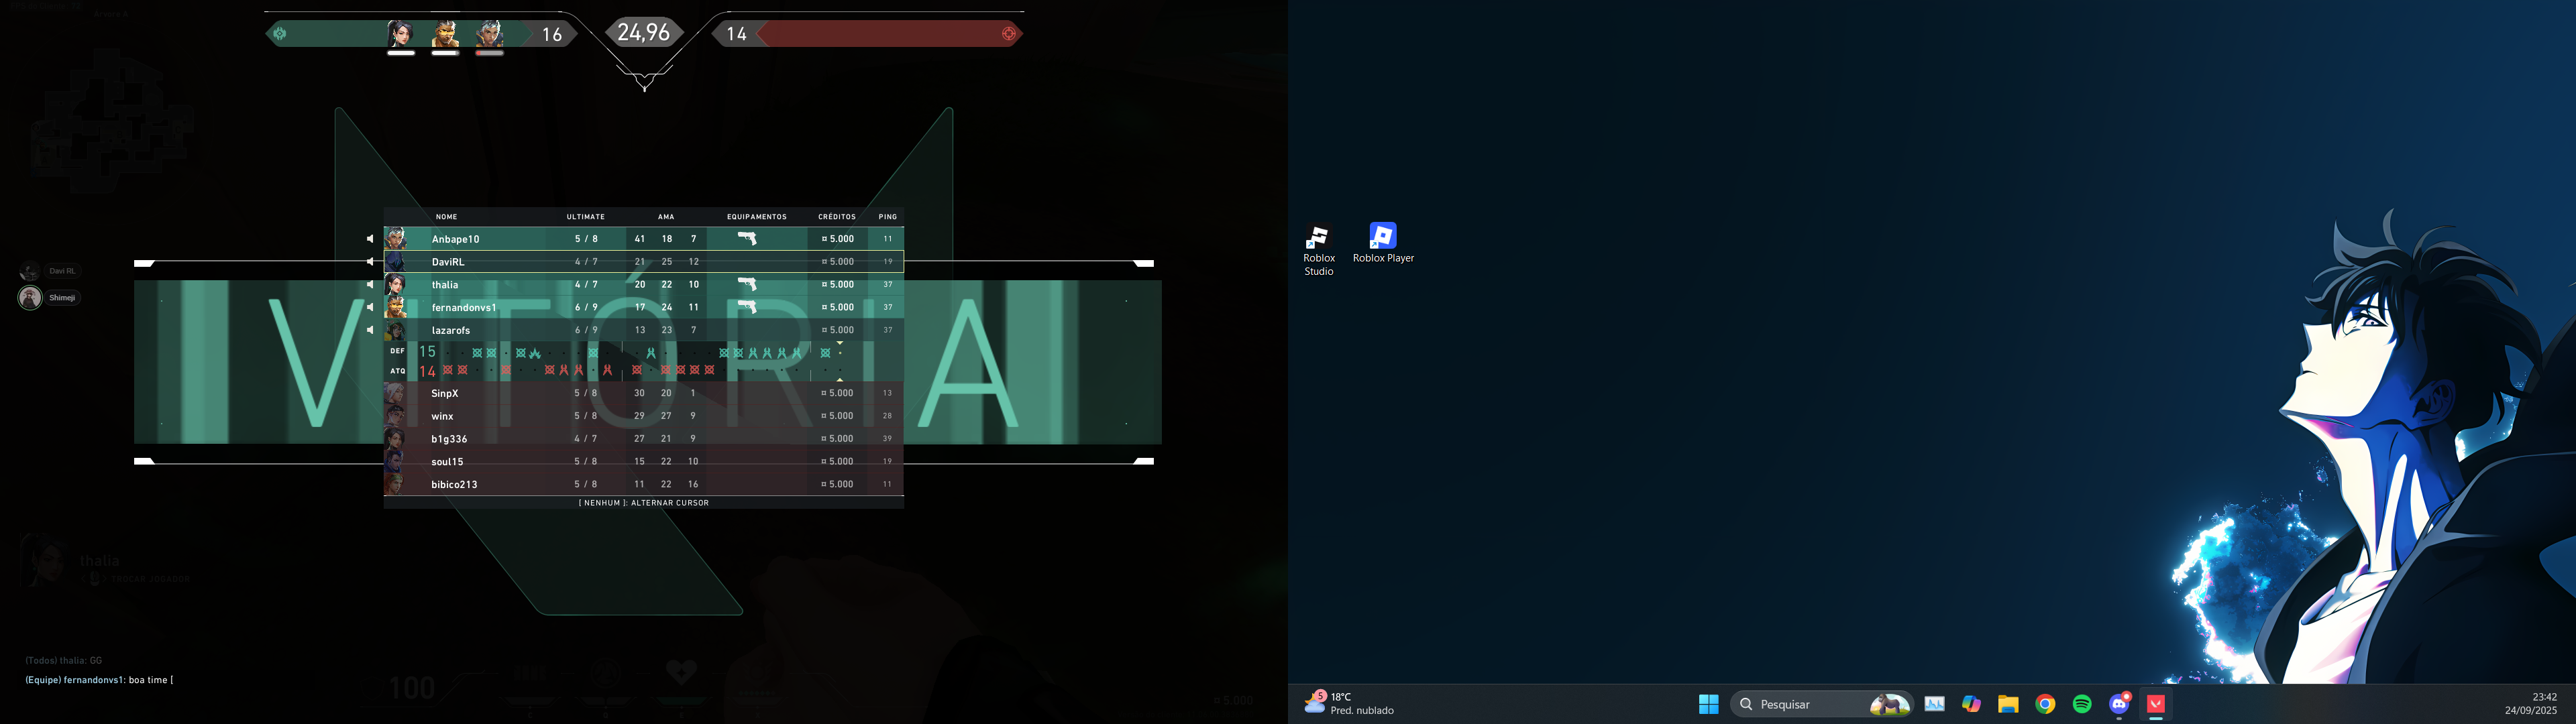 16
24,96
14
NOME ULTIMATE AMA EQUIPAMENTOS CRÉDITOS PING
Anbape10 5 / 8 41 18 7 ¤ 5.000 11
DaviRL 4 / 7 21 25 12 ¤ 5.000 19
thalia 4 / 7 20 22 10 ¤ 5.000 37
fernandonvs1 6 / 9 17 24 11 ¤ 5.000 37
lazarofs 6 / 9 13 23 7 ¤ 5.000 37
DEF 15
ATQ 14
SinpX 5 / 8 30 20 1 ¤ 5.000 13
winx 5 / 8 29 27 9 ¤ 5.000 28
b1g336 4 / 7 27 21 9 ¤ 5.000 39
soul15 5 / 8 15 22 10 ¤ 5.000 19
bibico213 5 / 8 11 22 16 ¤ 5.000 11
[ NENHUM ]: ALTERNAR CURSOR
VITÓRIA
Davi RL
Shimeji
thalia
TROCAR JOGADOR
(Todos) thalia: GG
(Equipe) fernandonvs1: boa time [
100
¤ 5.000
Roblox Studio
Roblox Player
5
18°C
Pred. nublado
Pesquisar
23:42
24/09/2025